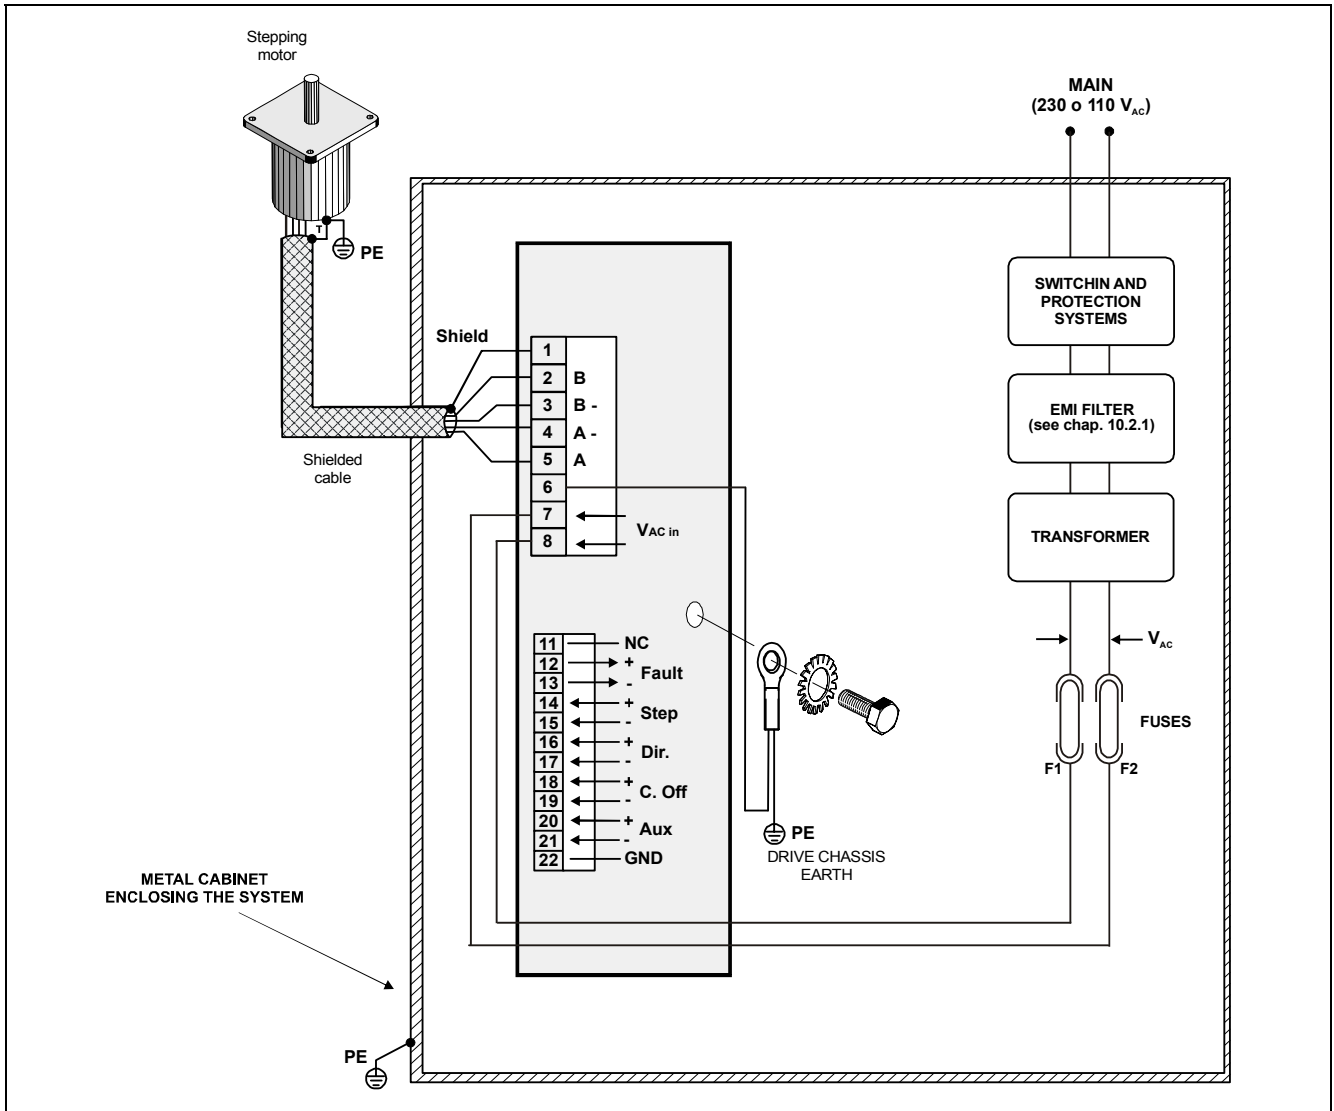 Stepping
motor
MAIN
(230 o 110 VAC)
T
PE
SWITCHIN AND
PROTECTION
SYSTEMS
Shield
1
2 B
3 B -
4 A -
5 A
6
7
8
VAC in
EMI FILTER
(see chap. 10.2.1)
Shielded
cable
TRANSFORMER
VAC
FUSES
F1 F2
11 NC
12 +
13 -
Fault
14 +
15 -
Step
16 +
17 -
Dir.
18 +
19 -
C. Off
20 +
21 -
Aux
22 GND
PE
DRIVE CHASSIS
EARTH
METAL CABINET
ENCLOSING THE SYSTEM
PE